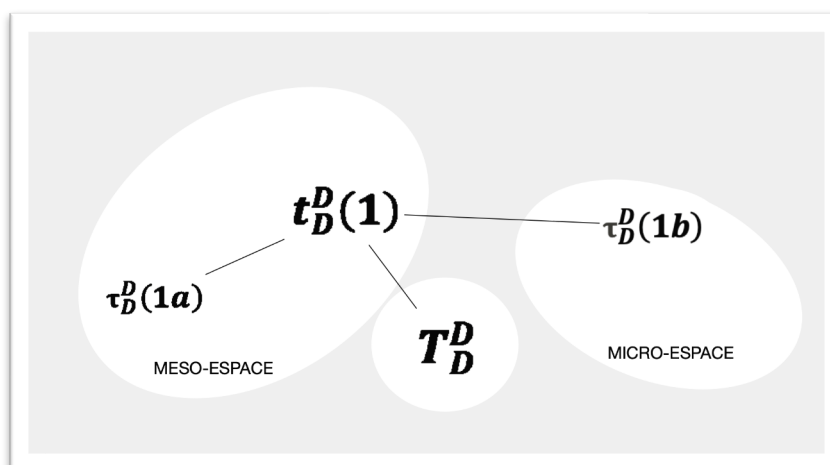 t_D^D(1)
τ_D^D(1b)
τ_D^D(1a)
T_D^D
MICRO-ESPACE
MESO-ESPACE